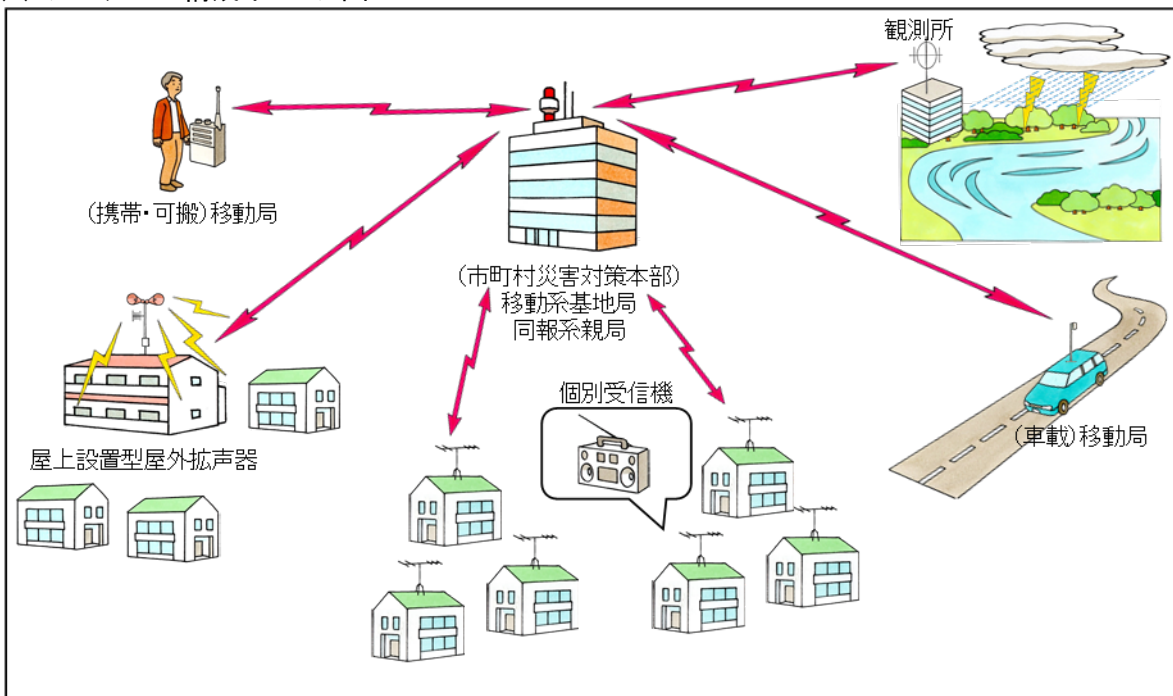 観測所
(携帯・可搬)移動局
(市町村災害対策本部)
移動系基地局
同報系親局
個別受信機
(車載)移動局
屋上設置型屋外拡声器